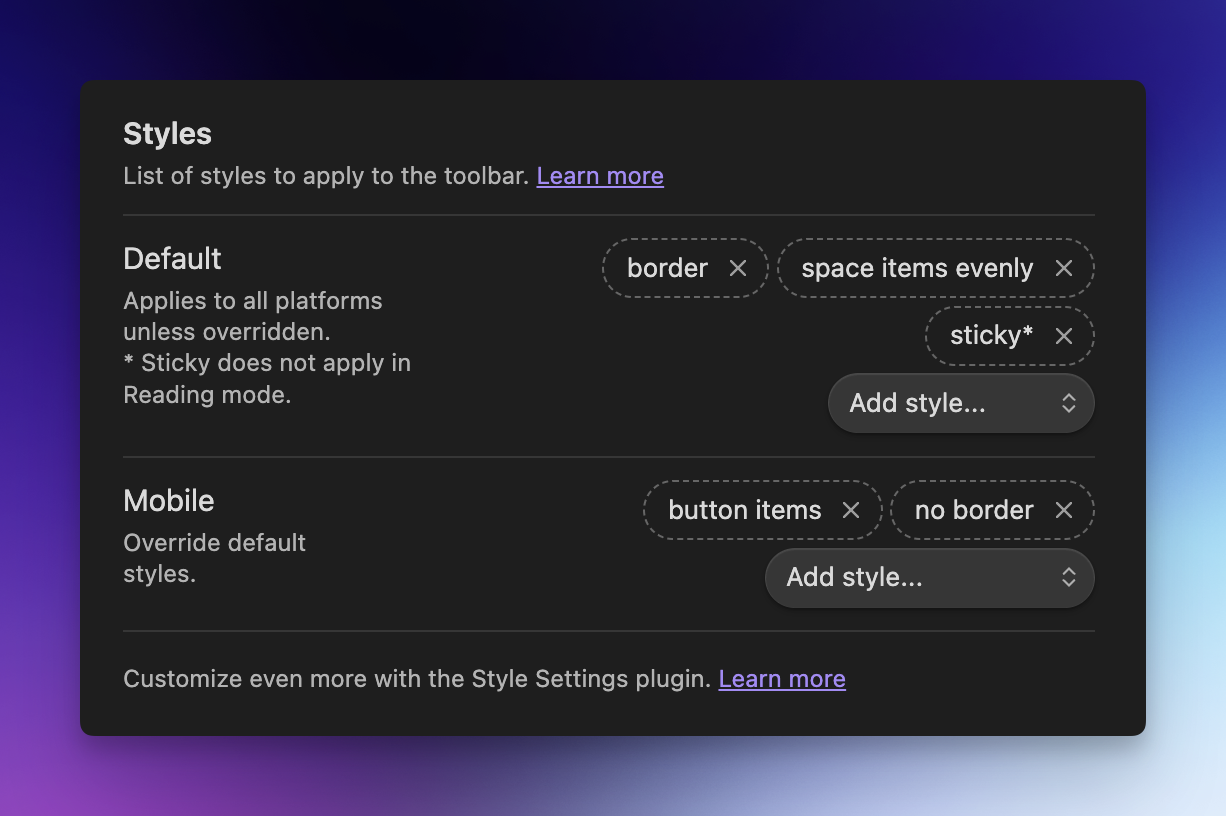 Styles
List of styles to apply to the toolbar. Learn more
Default
Applies to all platforms
unless overridden.
* Sticky does not apply in
Reading mode.
border
space items evenly
sticky*
Add style...
Mobile
Override default
styles.
button items
no border
Add style...
Customize even more with the Style Settings plugin. Learn more